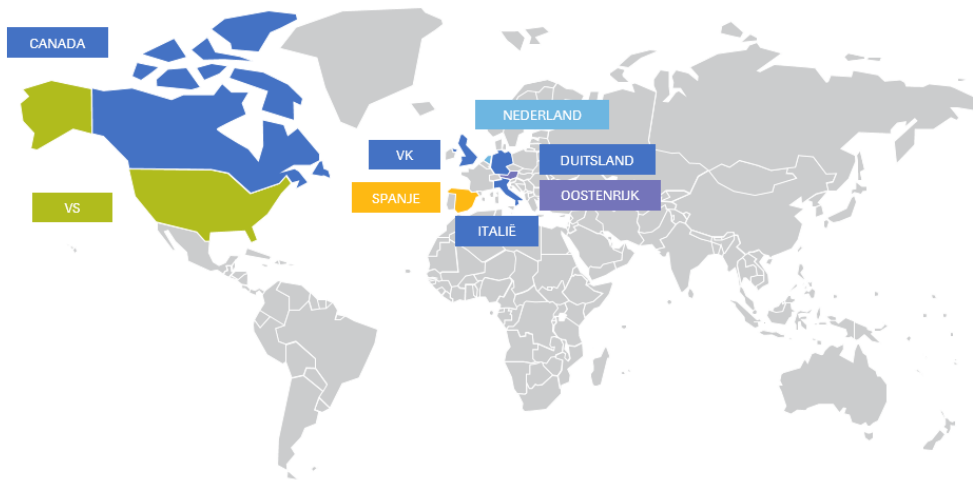 CANADA
NEDERLAND
VK
DUITSLAND
SPANJE
OOSTENRIJK
VS
ITALIË